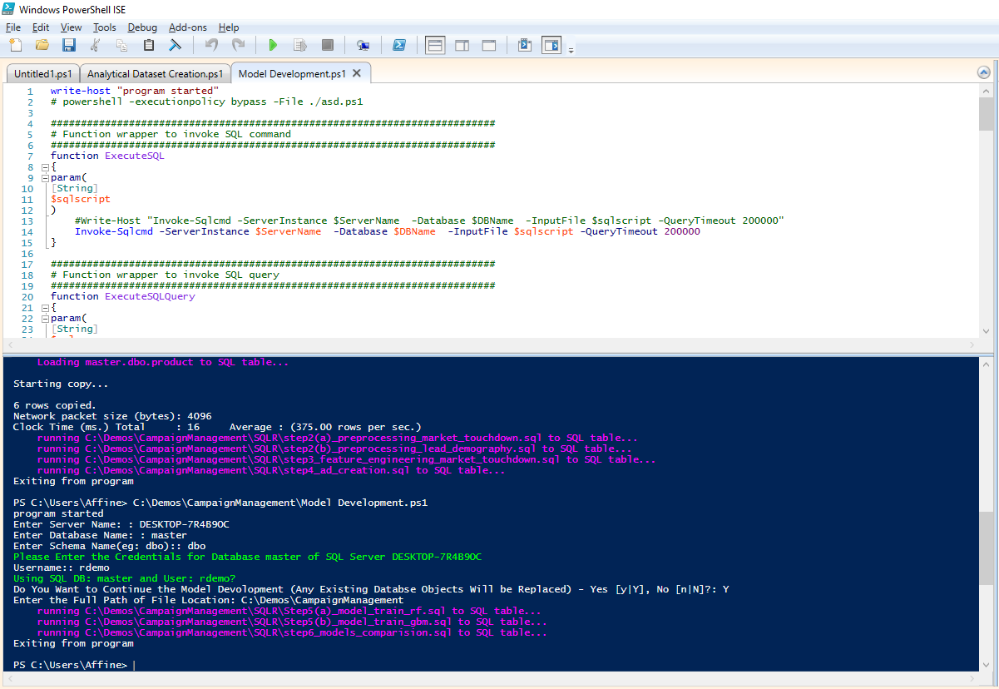 Windows PowerShell ISE
File Edit View Tools Debug Add-ons Help
Untitled1.ps1 Analytical Dataset Creation.ps1 Model Development.ps1
1 write-host "program started"
2 # powershell -executionpolicy bypass -File ./asd.ps1
3
4 ##########################################################################
5 # Function wrapper to invoke SQL command
6 ##########################################################################
7 function ExecuteSQL
8 {
9 param(
10 [String]
11 $sqlscript
12 )
13 #Write-Host "Invoke-Sqlcmd -ServerInstance $ServerName  -Database $DBName  -InputFile $sqlscript -QueryTimeout 200000"
14 Invoke-Sqlcmd -ServerInstance $ServerName  -Database $DBName  -InputFile $sqlscript -QueryTimeout 200000
15 }
16
17 ##########################################################################
18 # Function wrapper to invoke SQL query
19 ##########################################################################
20 function ExecuteSQLQuery
21 {
22 param(
23 [String]
Loading master.dbo.product to SQL table...
Starting copy...
6 rows copied.
Network packet size (bytes): 4096
Clock Time (ms.) Total     : 16     Average : (375.00 rows per sec.)
running C:\Demos\CampaignManagement\SQLR\step2(a)_preprocessing_market_touchdown.sql to SQL table...
running C:\Demos\CampaignManagement\SQLR\step2(b)_preprocessing_lead_demography.sql to SQL table...
running C:\Demos\CampaignManagement\SQLR\step3_feature_engineering_market_touchdown.sql to SQL table...
running C:\Demos\CampaignManagement\SQLR\step4_ad_creation.sql to SQL table...
Exiting from program
PS C:\Users\Affine> C:\Demos\CampaignManagement\Model Development.ps1
program started
Enter Server Name: : DESKTOP-7R4B9OC
Enter Database Name: : master
Enter Schema Name(eg: dbo):: dbo
Please Enter the Credentials for Database master of SQL Server DESKTOP-7R4B9OC
Username:: rdemo
Using SQL DB: master and User: rdemo?
Do You Want to Continue the Model Devolopment (Any Existing Databse Objects Will be Replaced) - Yes [y|Y], No [n|N]?: Y
Enter the Full Path of File Location: C:\Demos\CampaignManagement
running C:\Demos\CampaignManagement\SQLR\Step5(a)_model_train_rf.sql to SQL table...
running C:\Demos\CampaignManagement\SQLR\Step5(b)_model_train_gbm.sql to SQL table...
running C:\Demos\CampaignManagement\SQLR\step6_models_comparision.sql to SQL table...
Exiting from program
PS C:\Users\Affine>